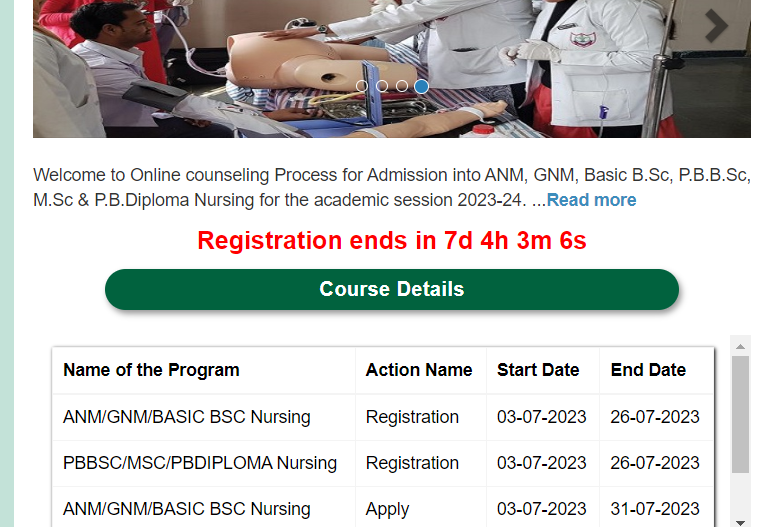 Welcome to Online counseling Process for Admission into ANM, GNM, Basic B.Sc, P.B.B.Sc,
M.Sc & P.B.Diploma Nursing for the academic session 2023-24. ...Read more
Registration ends in 7d 4h 3m 6s
Course Details
Name of the Program Action Name Start Date End Date
ANM/GNM/BASIC BSC Nursing Registration 03-07-2023 26-07-2023
PBBSC/MSC/PBDIPLOMA Nursing Registration 03-07-2023 26-07-2023
ANM/GNM/BASIC BSC Nursing Apply 03-07-2023 31-07-2023